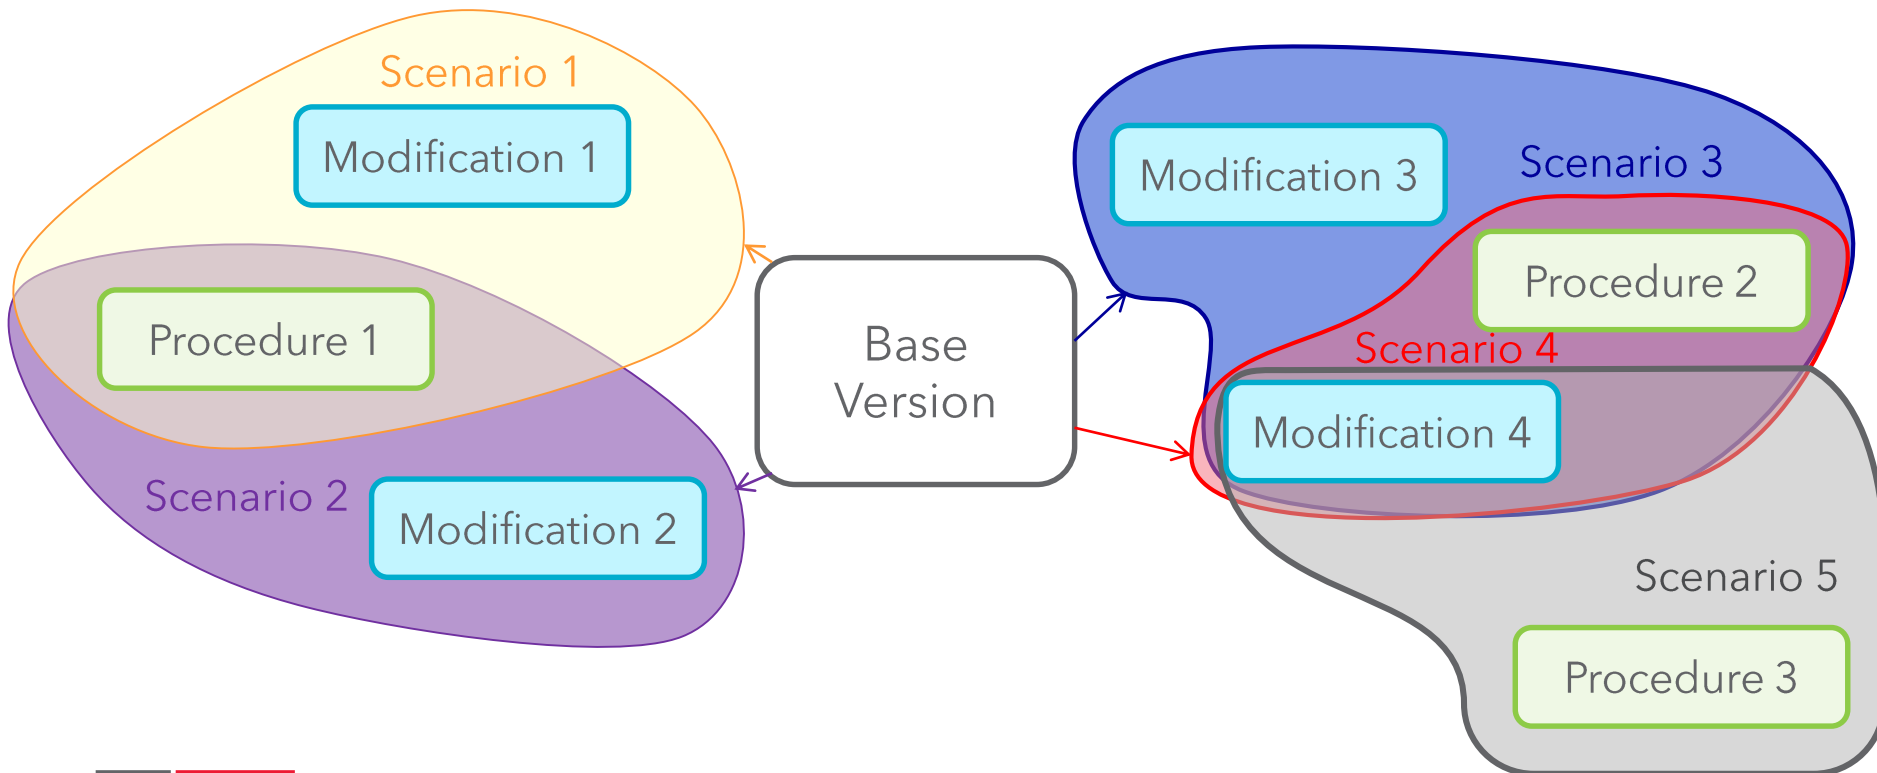 Scenario 1
Modification 1
Procedure 1
Scenario 2
Modification 2
Base
Version
Modification 3
Scenario 3
Procedure 2
Scenario 4
Modification 4
Scenario 5
Procedure 3